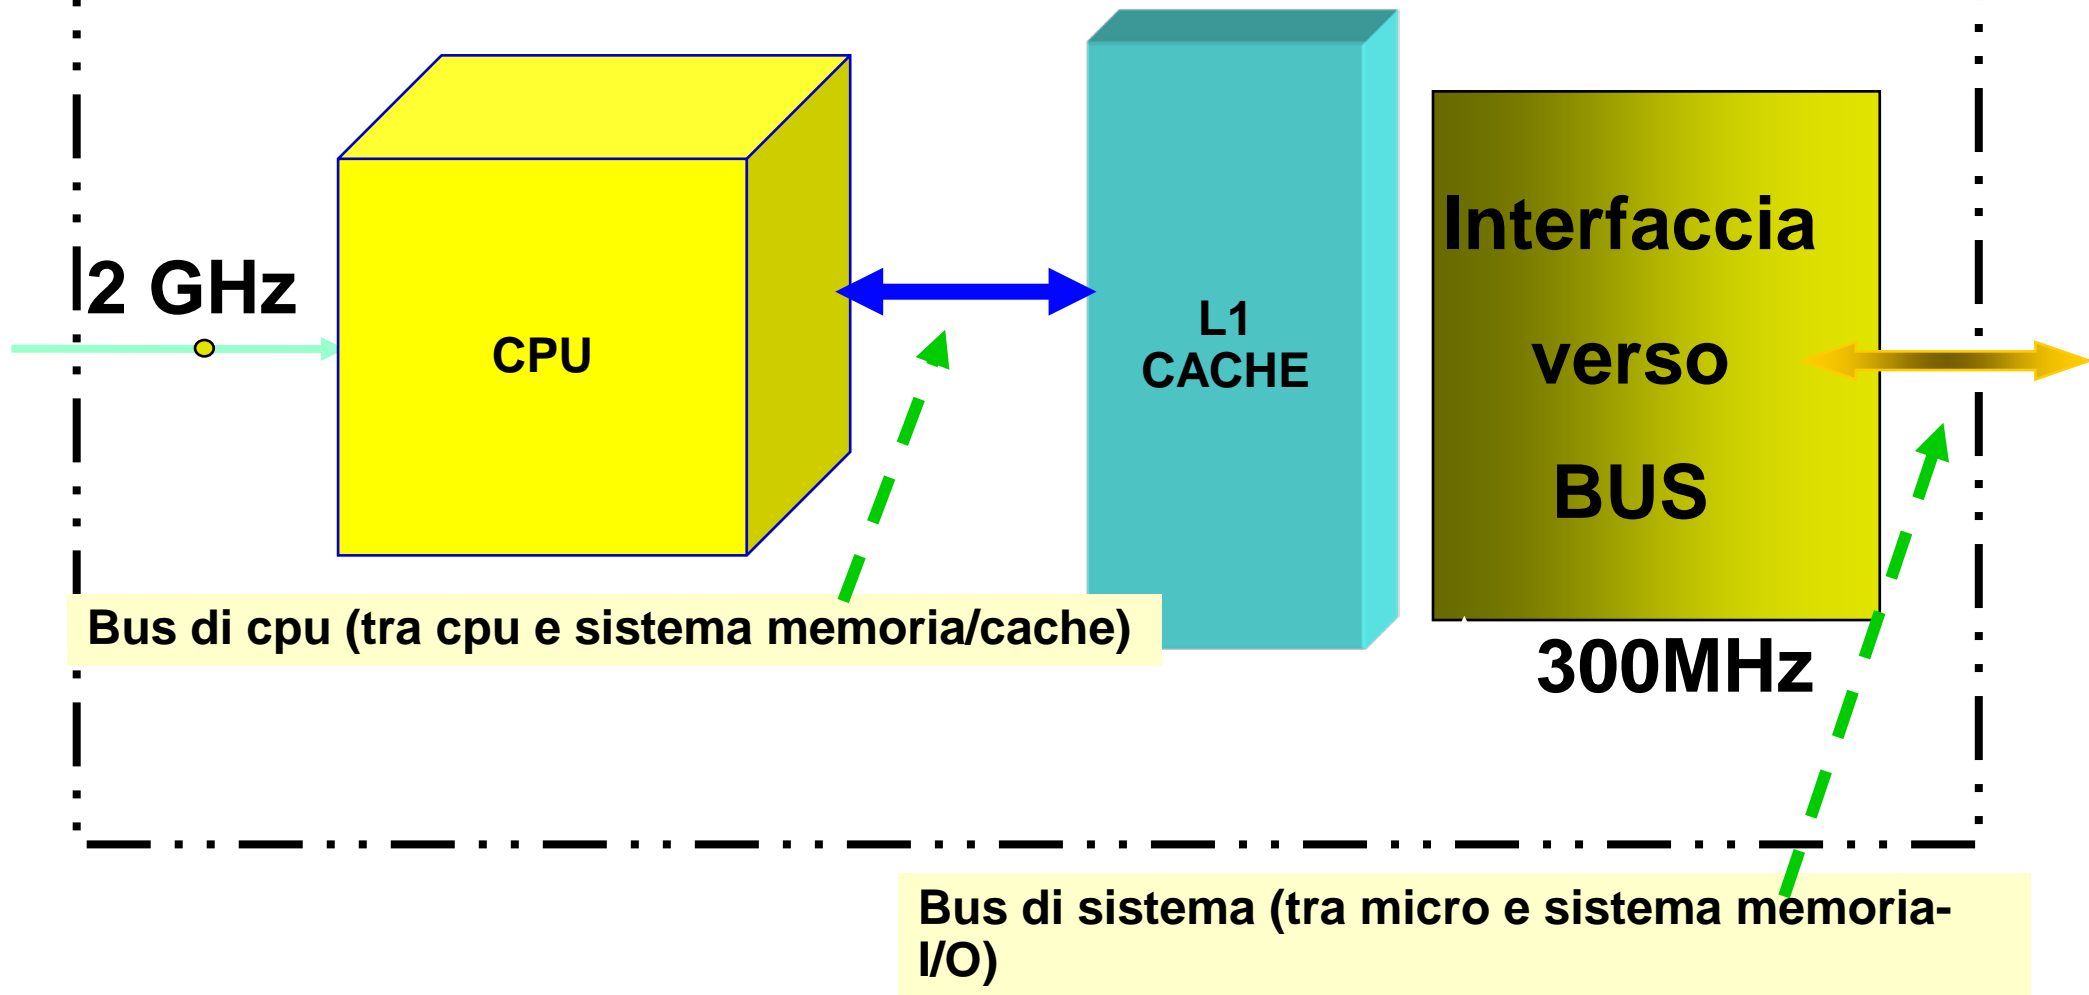 2 GHz
CPU
L1
CACHE
Interfaccia
verso
BUS
Bus di cpu (tra cpu e sistema memoria/cache)
300MHz
Bus di sistema (tra micro e sistema memoria-
I/O)